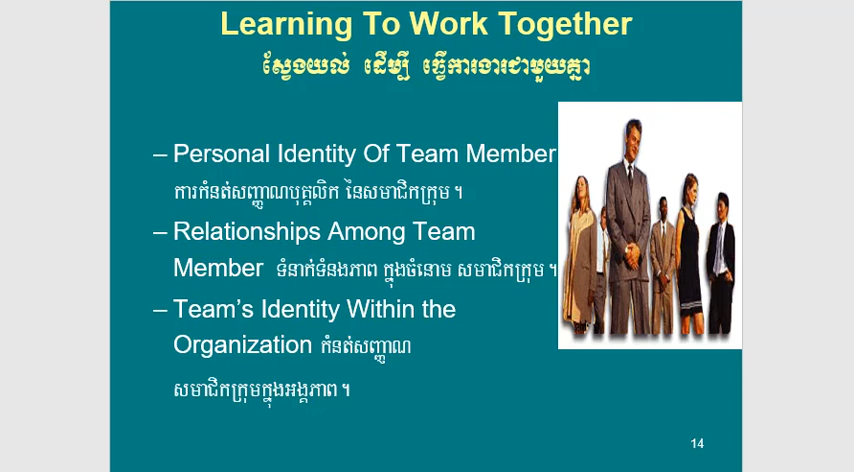 Learning To Work Together
ស្វែងយល់ ដើម្បី ធ្វើការងារជាមួយគ្នា
– Personal Identity Of Team Member
ការកំនត់សញ្ញាណបុគ្គលិក នៃសមាជិកក្រុម ។
– Relationships Among Team
Member ទំនាក់ទំនងភាព ក្នុងចំនោម សមាជិកក្រុម ។
– Team’s Identity Within the
Organization កំនត់សញ្ញាណ
សមាជិកក្រុមក្នុងអង្គភាព ។
14